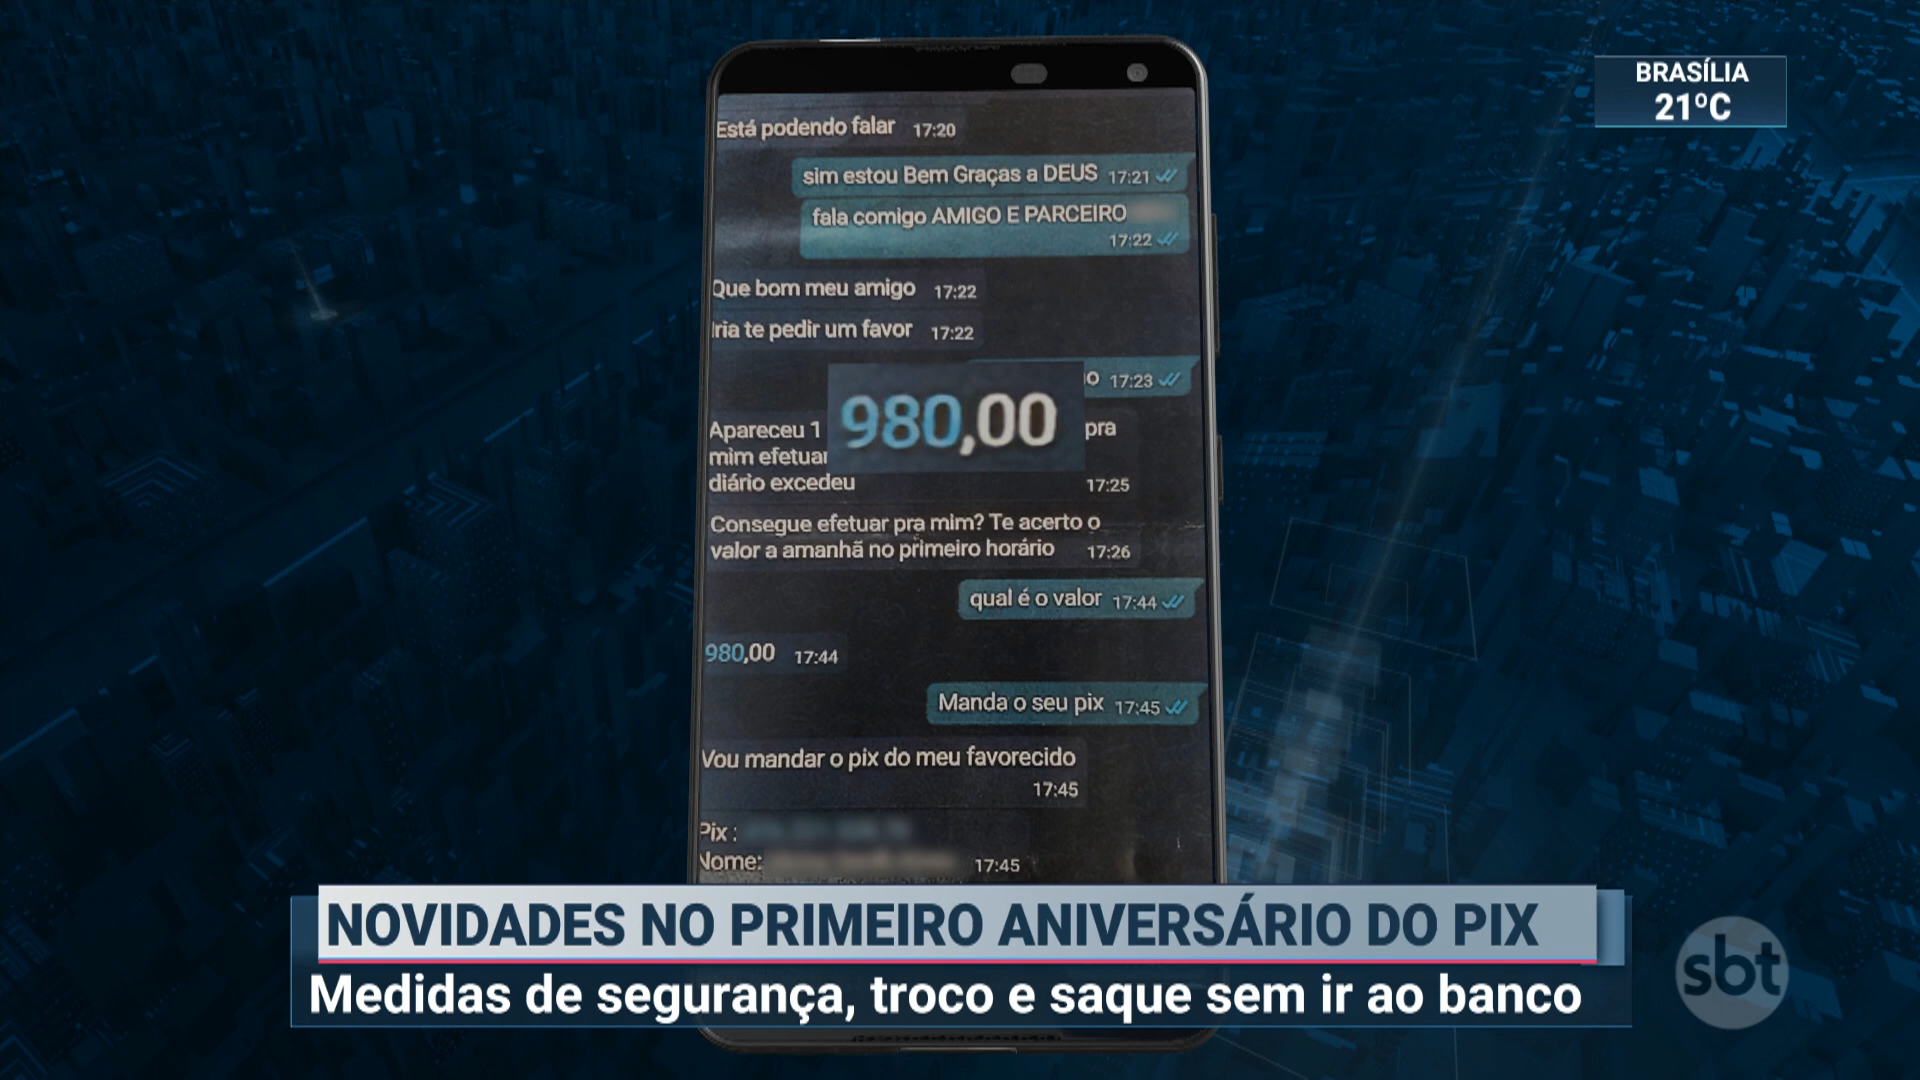 BRASÍLIA
21ºC
Está podendo falar 17:20
sim estou Bem Graças a DEUS 17:21
fala comigo AMIGO E PARCEIRO
17:22
Que bom meu amigo 17:22
Iria te pedir um favor 17:22
17:23
Apareceu 1 pra
980,00
mim efetuar
diário excedeu 17:25
Consegue efetuar pra mim? Te acerto o
valor a amanhã no primeiro horário 17:26
qual é o valor 17:44
980,00 17:44
Manda o seu pix 17:45
Vou mandar o pix do meu favorecido
17:45
Pix :
Nome: 17:45
NOVIDADES NO PRIMEIRO ANIVERSÁRIO DO PIX
Medidas de segurança, troco e saque sem ir ao banco
sbt